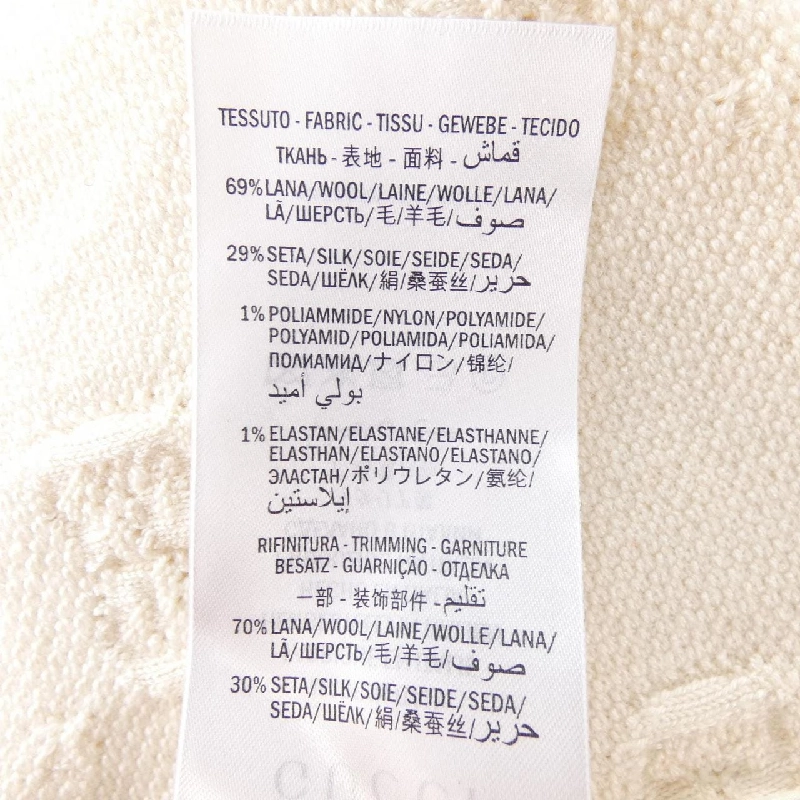 TESSUTO - FABRIC - TISSU - GEWEBE - TECIDO
ТКАНЬ - 表地 - 面料 - قماش
69% LANA/WOOL/LAINE/WOLLE/LANA/
LÃ/ШЕРСТЬ/毛/羊毛/صوف
29% SETA/SILK/SOIE/SEIDE/SEDA/
SEDA/ШЁЛК/絹/桑蚕丝/حرير
1% POLIAMMIDE/NYLON/POLYAMIDE/
POLYAMID/POLIAMIDA/POLIAMIDA/
ПОЛИАМИД/ナイロン/锦纶/
بولي أميد
1% ELASTAN/ELASTANE/ELASTHANNE/
ELASTHAN/ELASTANO/ELASTANO/
ЭЛАСТАН/ポリウレタン/氨纶/
إيلاستين
RIFINITURA - TRIMMING - GARNITURE
BESATZ - GUARNIÇÃO - ОТДЕЛКА
一部 - 装饰部件 - تقليم
70% LANA/WOOL/LAINE/WOLLE/LANA/
LÃ/ШЕРСТЬ/毛/羊毛/صوف
30% SETA/SILK/SOIE/SEIDE/SEDA/
SEDA/ШЁЛК/絹/桑蚕丝/حرير